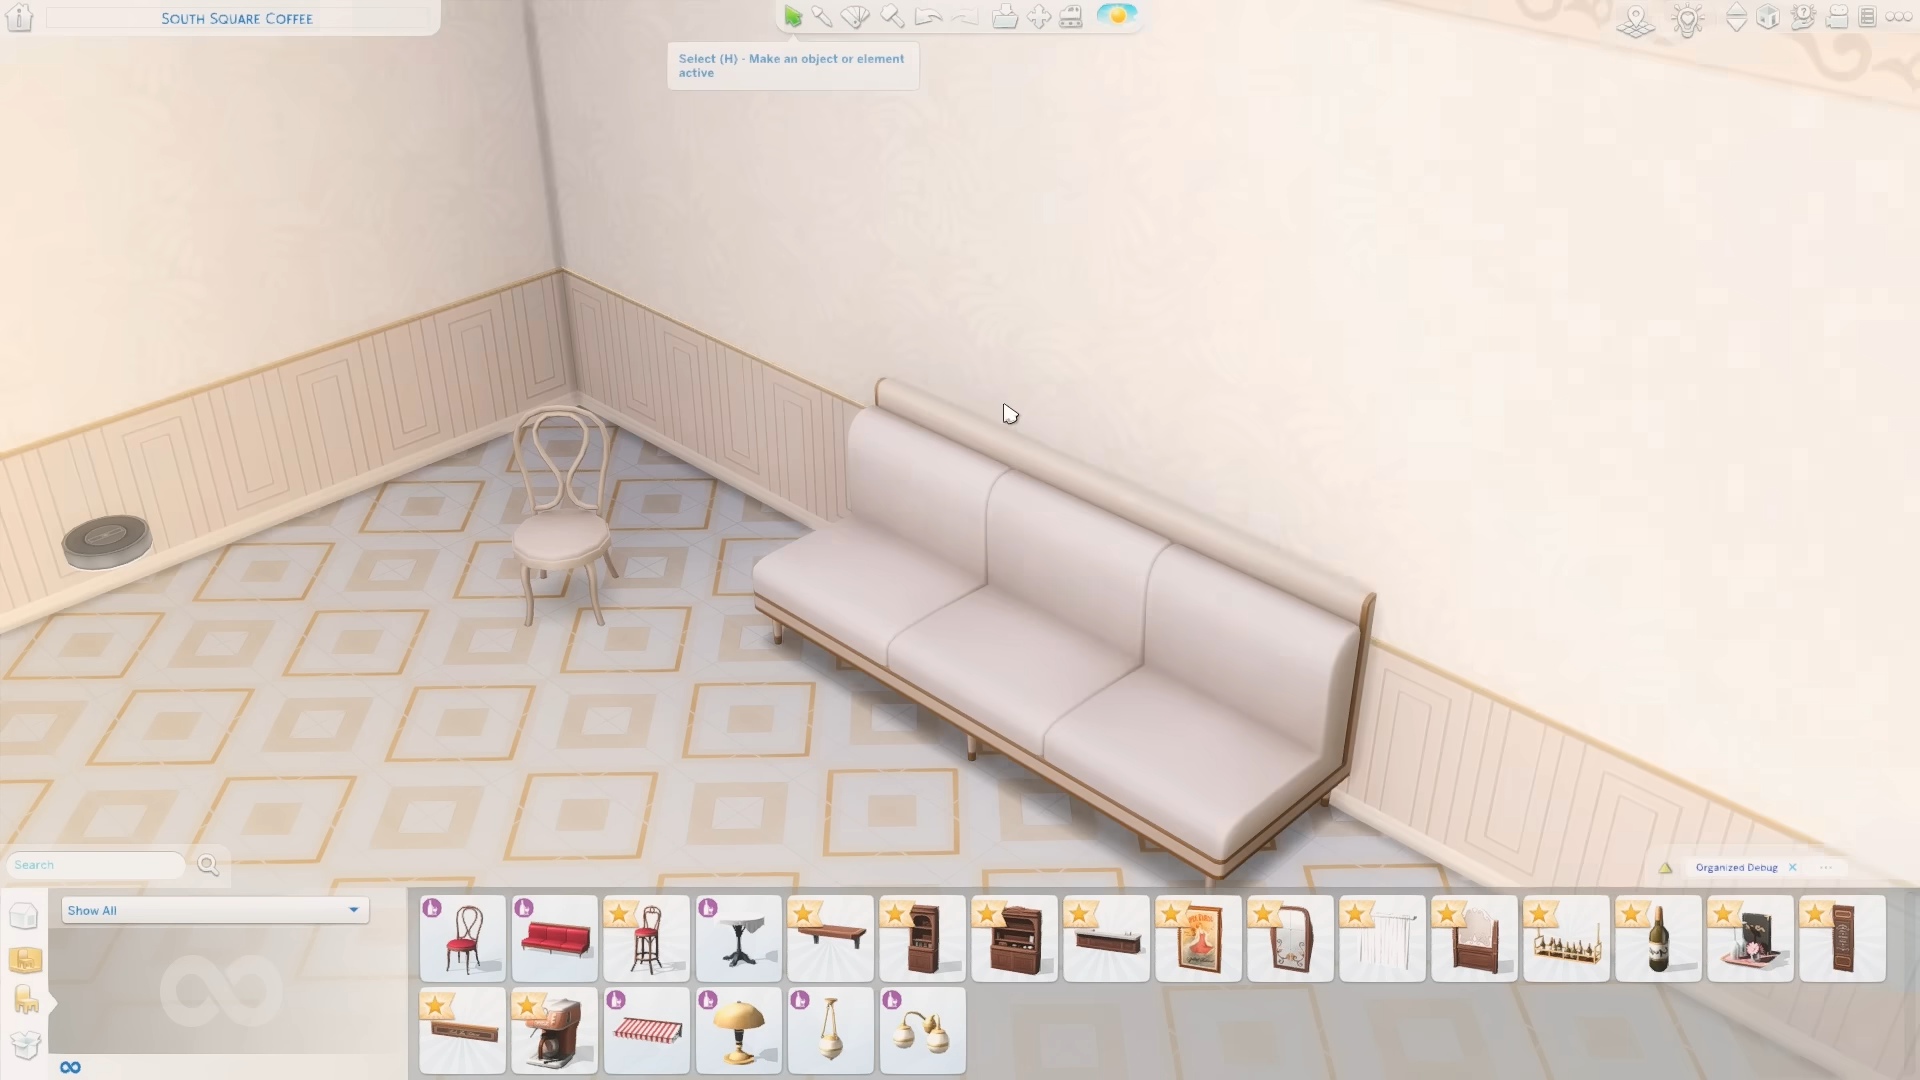 South Square Coffee
Select (H) - Make an object or element
active
Search
Organized Debug
Show All